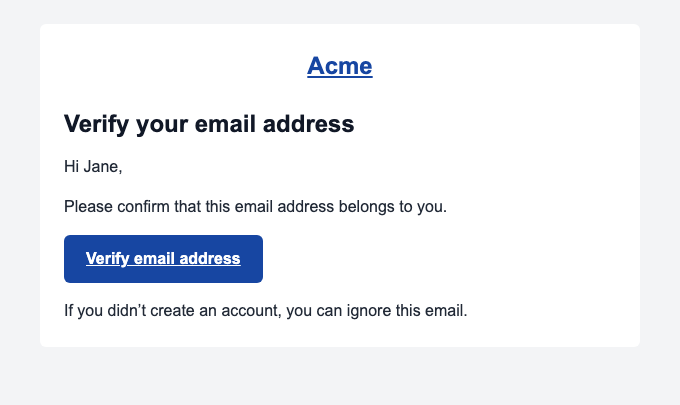 Acme
Verify your email address
Hi Jane,
Please confirm that this email address belongs to you.
Verify email address
If you didn’t create an account, you can ignore this email.